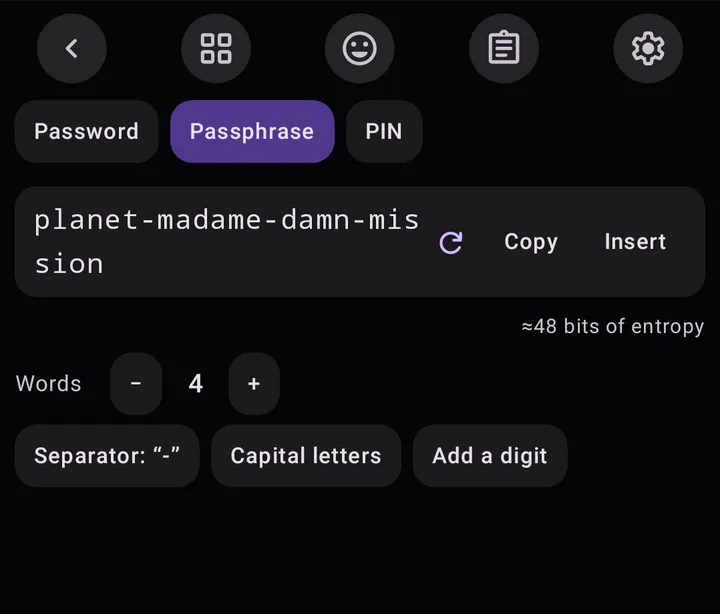 Password Passphrase PIN
planet-madame-damn-mis
sion
Copy Insert
≈48 bits of entropy
Words - 4 +
Separator: “-” Capital letters Add a digit